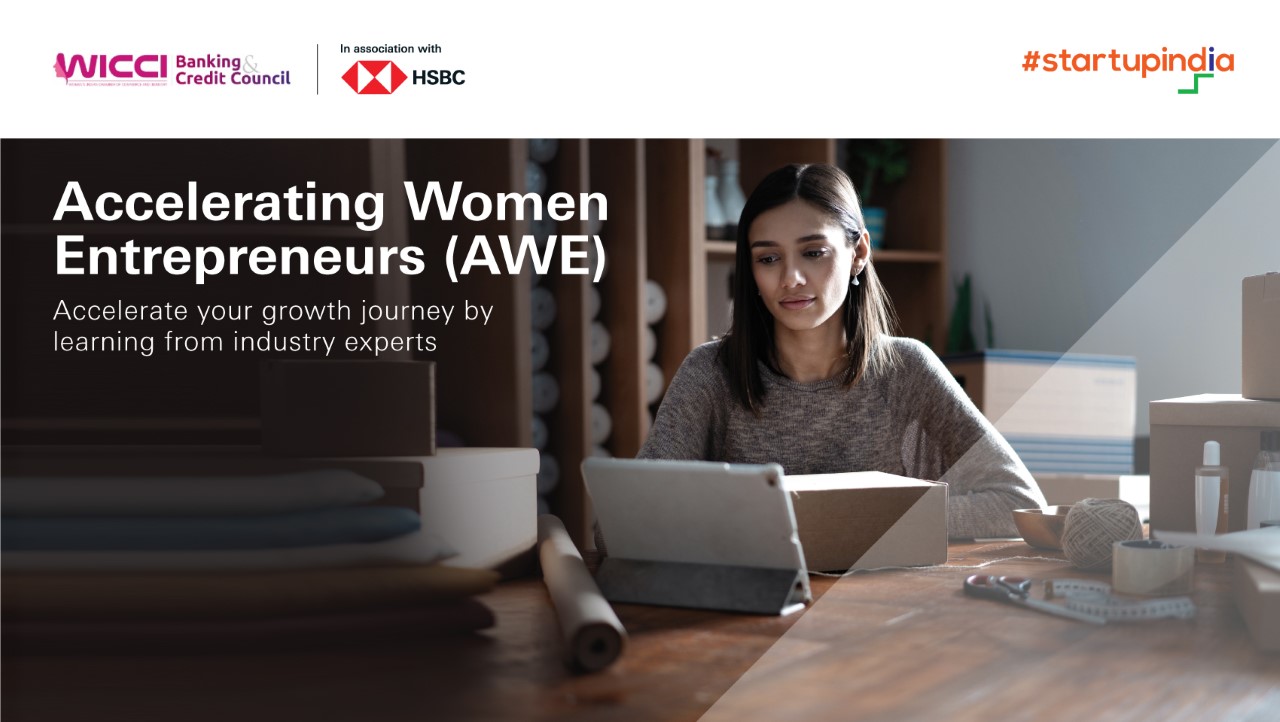 WICCI Banking &
Credit Council
In association with
HSBC
#startupindia
Accelerating Women
Entrepreneurs (AWE)
Accelerate your growth journey by
learning from industry experts